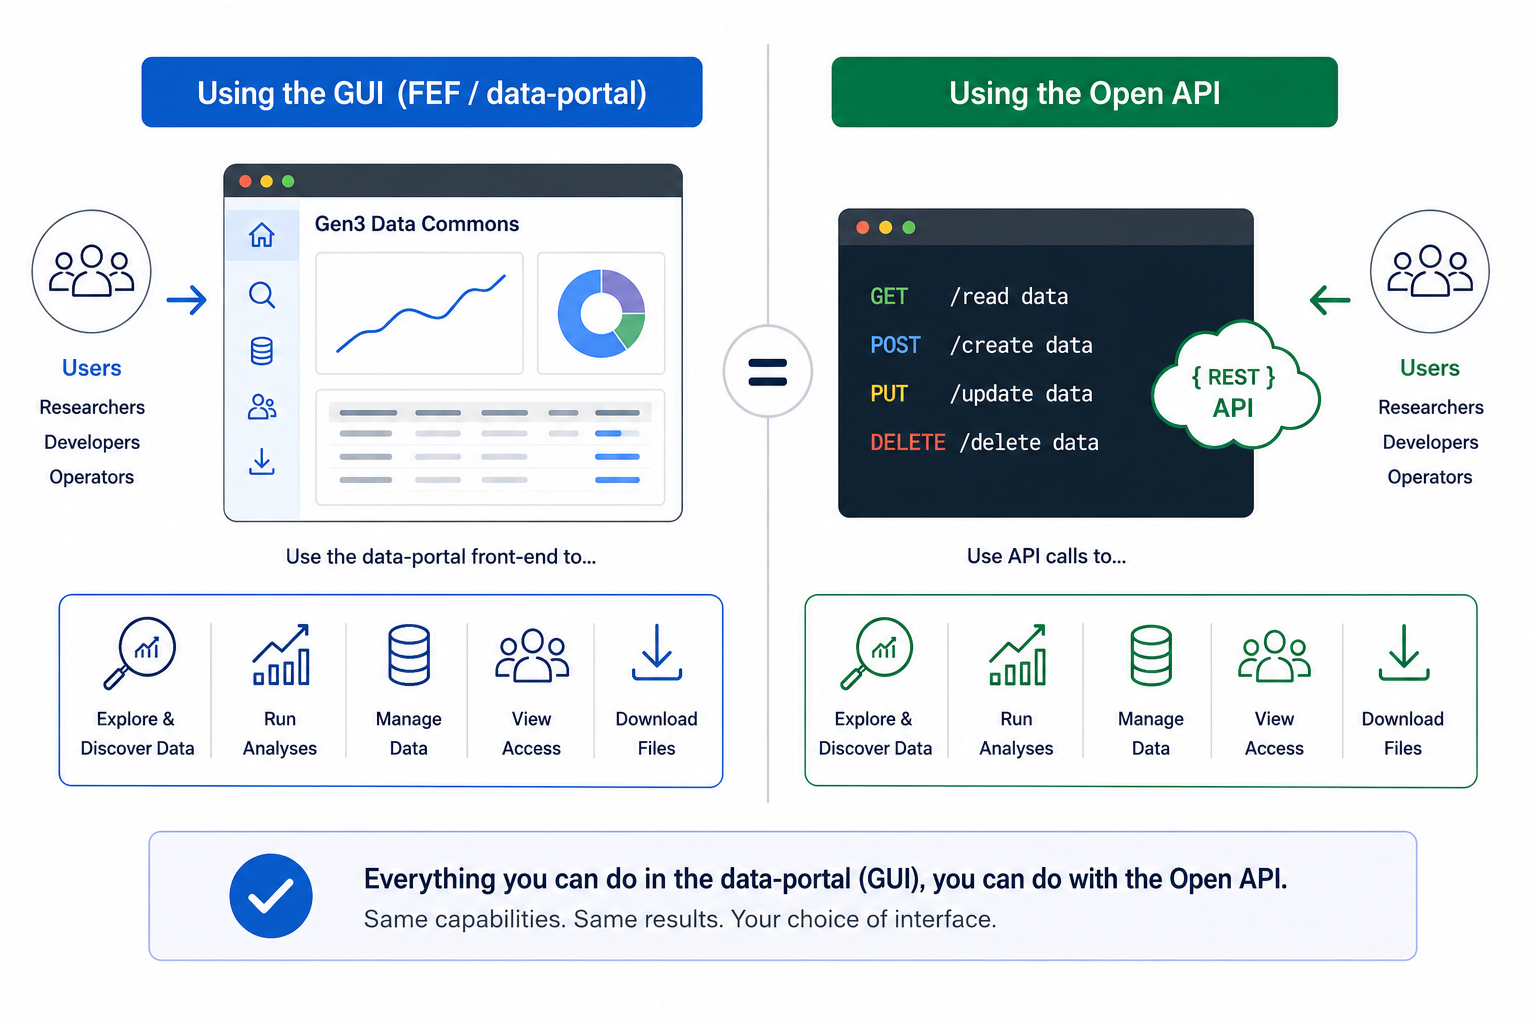 Using the GUI (FEF / data-portal)
Users
Researchers
Developers
Operators
Gen3 Data Commons
Use the data-portal front-end to...
Explore &
Discover Data
Run
Analyses
Manage
Data
View
Access
Download
Files
=
Using the Open API
GET /read data
POST /create data
PUT /update data
DELETE /delete data
{ REST }
API
Users
Researchers
Developers
Operators
Use API calls to...
Explore &
Discover Data
Run
Analyses
Manage
Data
View
Access
Download
Files
Everything you can do in the data-portal (GUI), you can do with the Open API.
Same capabilities. Same results. Your choice of interface.